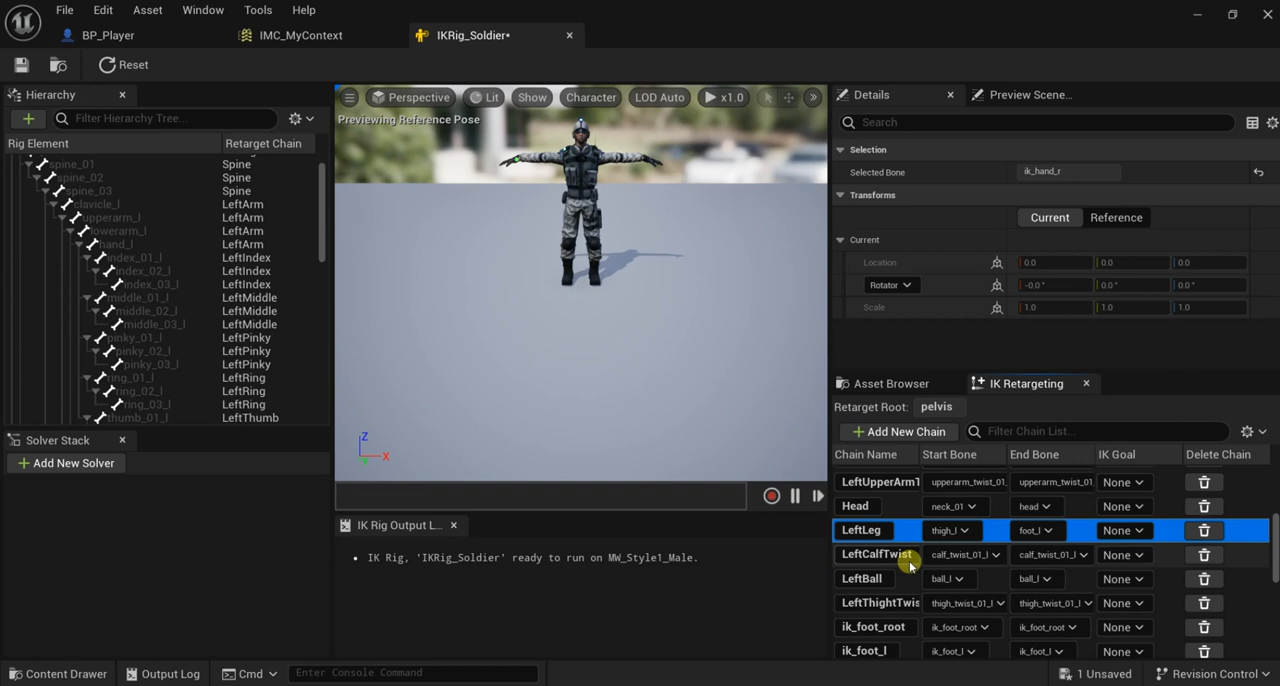 File Edit Asset Window Tools Help
BP_Player IMC_MyContext IKRig_Soldier*
Reset
Hierarchy
Filter Hierarchy Tree...
Rig Element Retarget Chain
spine_01 Spine
spine_02 Spine
spine_03 Spine
clavicle_l LeftArm
upperarm_l LeftArm
lowerarm_l LeftArm
hand_l LeftArm
index_01_l LeftIndex
index_02_l LeftIndex
index_03_l LeftIndex
middle_01_l LeftMiddle
middle_02_l LeftMiddle
middle_03_l LeftMiddle
pinky_01_l LeftPinky
pinky_02_l LeftPinky
pinky_03_l LeftPinky
ring_01_l LeftRing
ring_02_l LeftRing
ring_03_l LeftRing
thumb_01_l LeftThumb
Solver Stack
Add New Solver
Perspective Lit Show Character LOD Auto x1.0
Previewing Reference Pose
Z
X
IK Rig Output L...
IK Rig, 'IKRig_Soldier' ready to run on MW_Style1_Male.
Details Preview Scene...
Search
Selection
Selected Bone ik_hand_r
Transforms
Current Reference
Current
Location 0.0 0.0 0.0
Rotator -0.0° 0.0° 0.0°
Scale 1.0 1.0 1.0
Asset Browser IK Retargeting
Retarget Root: pelvis
Add New Chain Filter Chain List...
Chain Name Start Bone End Bone IK Goal Delete Chain
LeftUpperArmT upperarm_twist_01_ upperarm_twist_01_ None
Head neck_01 head None
LeftLeg thigh_l foot_l None
LeftCalfTwist calf_twist_01_l calf_twist_01_l None
LeftBall ball_l ball_l None
LeftThightTwis thigh_twist_01_l thigh_twist_01_l None
ik_foot_root ik_foot_root ik_foot_root None
ik_foot_l ik_foot_l ik_foot_l None
Content Drawer Output Log Cmd Enter Console Command 1 Unsaved Revision Control